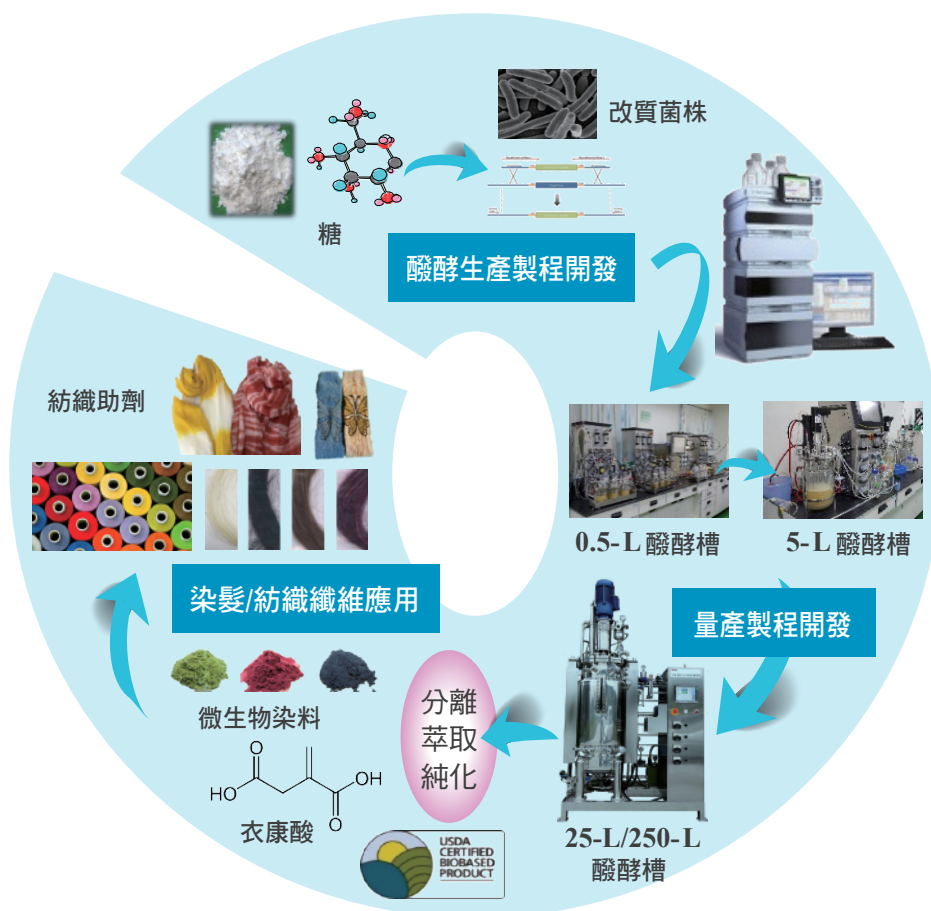 改質菌株
糖
醱酵生產製程開發
0.5-L 醱酵槽
5-L 醱酵槽
量產製程開發
25-L/250-L
醱酵槽
分離
萃取
純化
USDA
CERTIFIED
BIOBASED
PRODUCT
微生物染料
O
HO
O
OH
衣康酸
染髮/紡織纖維應用
紡織助劑